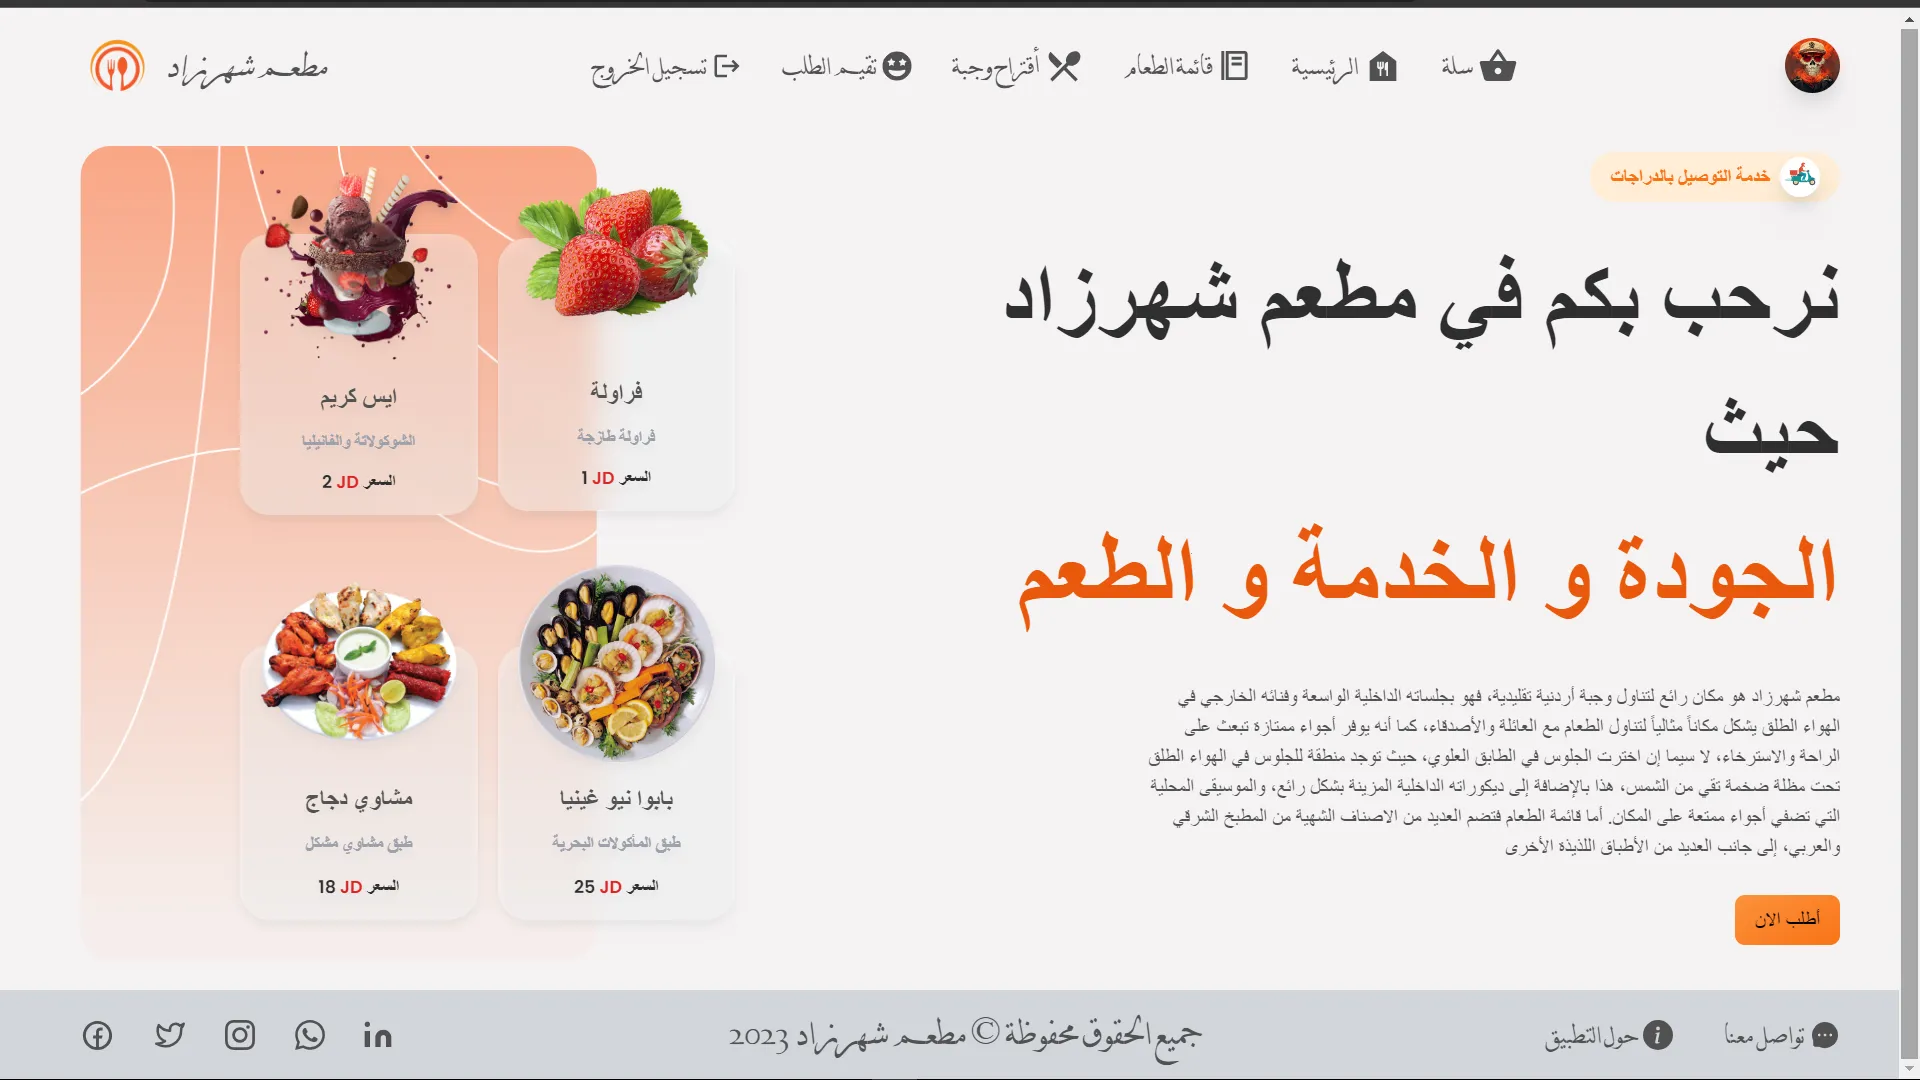 سلة
الرئيسية
قائمة الطعام
أقتراح وجبة
تقيم الطلب
تسجيل الخروج
مطعم شهرزاد
خدمة التوصيل بالدراجات
نرحب بكم في مطعم شهرزاد
حيث
الجودة و الخدمة و الطعم
مطعم شهرزاد هو مكان رائع لتناول وجبة أردنية تقليدية، فهو بجلساته الداخلية الواسعة وفنائه الخارجي في
الهواء الطلق يشكل مكاناً مثالياً لتناول الطعام مع العائلة والأصدقاء، كما أنه يوفر أجواء ممتازة تبعث على
الراحة والاسترخاء، لا سيما إن اخترت الجلوس في الطابق العلوي، حيث توجد منطقة للجلوس في الهواء الطلق
تحت مظلة ضخمة تقي من الشمس، هذا بالإضافة إلى ديكوراته الداخلية المزينة بشكل رائع، والموسيقى المحلية
التي تضفي أجواء ممتعة على المكان. أما قائمة الطعام فتضم العديد من الاصناف الشهية من المطبخ الشرقي
والعربي، إلى جانب العديد من الأطباق اللذيذة الأخرى
أطلب الان
فراولة
فراولة طازجة
السعر JD 1
ايس كريم
الشوكولاتة والفانيليا
السعر JD 2
بابوا نيو غينيا
طبق المأكولات البحرية
السعر JD 25
مشاوي دجاج
طبق مشاوي مشكل
السعر JD 18
تواصل معنا
حول التطبيق
جميع الحقوق محفوظة © مطعم شهرزاد 2023